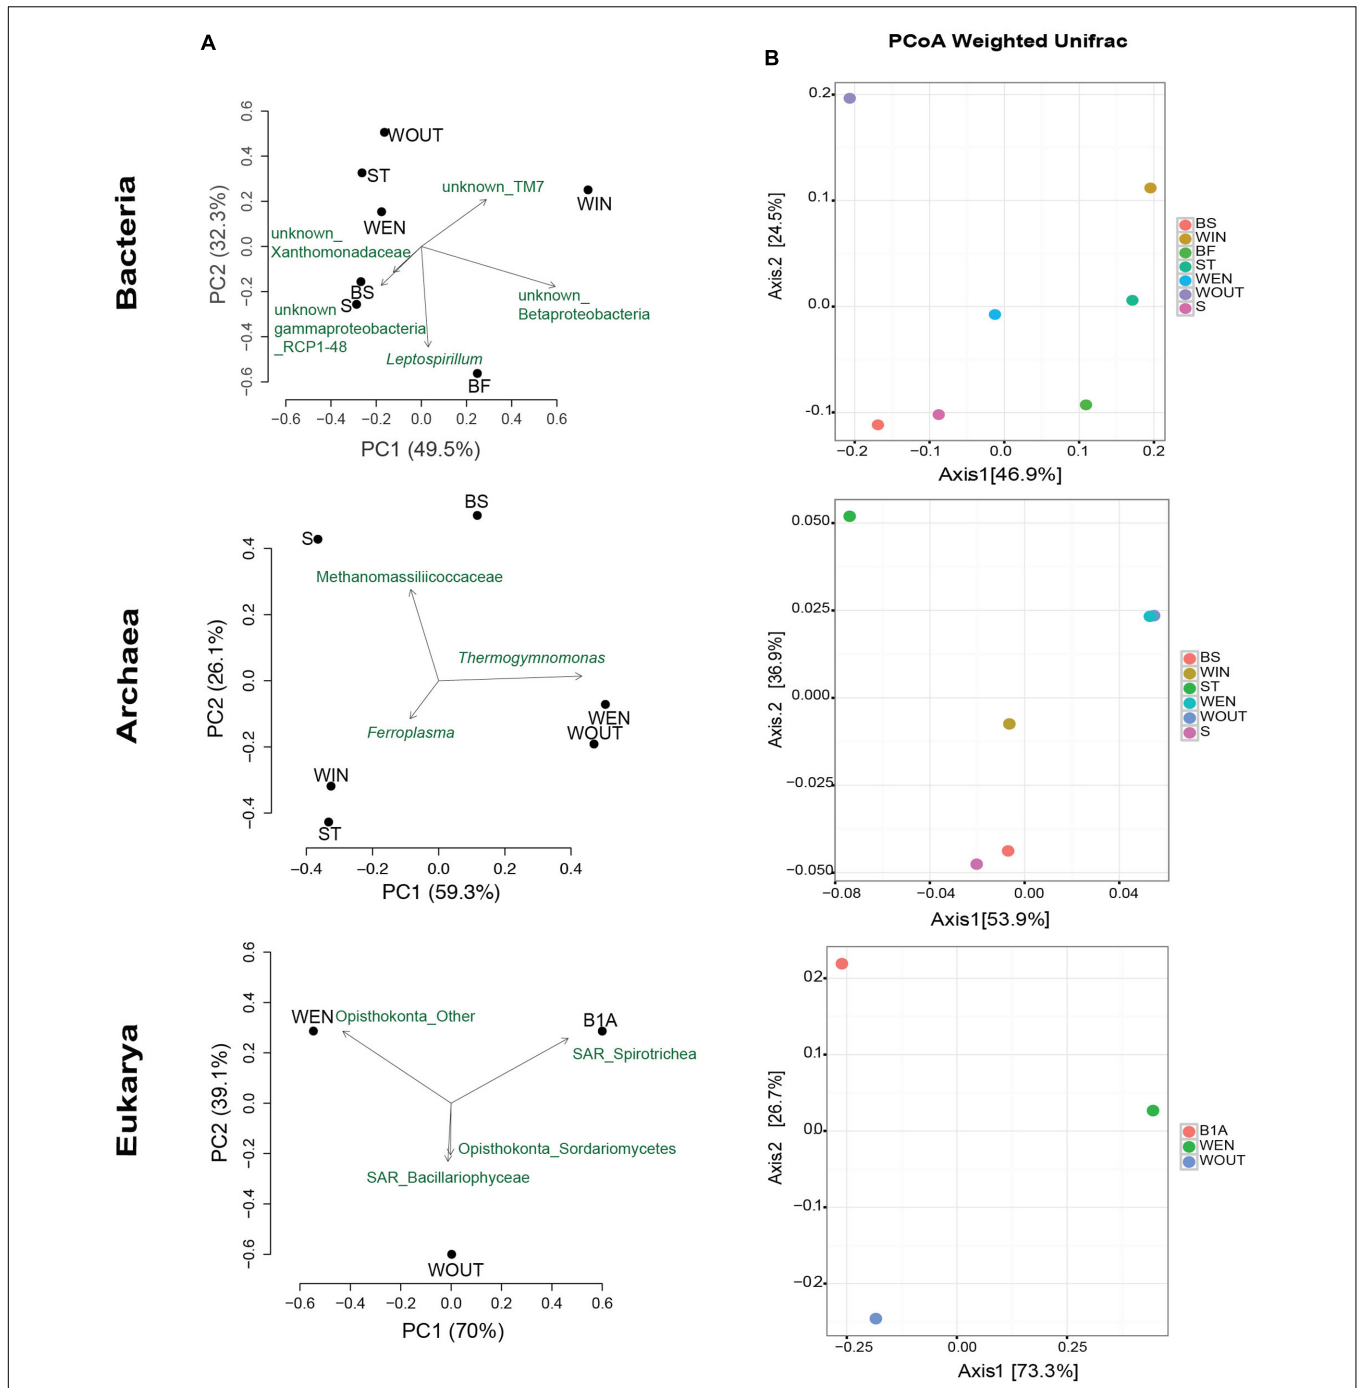 A
B
PCoA Weighted Unifrac
Bacteria
PC2 (32.3%)
0.6
0.4
0.2
0.0
−0.2
−0.4
−0.6
WOUT
ST
WEN
unknown_TM7
WIN
unknown_
Xanthomonadaceae
BS
S
unknown
gammaproteobacteria
_RCP1-48
unknown_
Betaproteobacteria
Leptospirillum
BF
−0.6
−0.4
−0.2
0.0
0.2
0.4
0.6
PC1 (49.5%)
Axis.2 [24.5%]
0.2
0.1
0.0
-0.1
−0.2
−0.1
0.0
0.1
0.2
Axis1[46.9%]
BS
WIN
BF
ST
WEN
WOUT
S
Archaea
PC2 (26.1%)
0.4
0.2
0.0
−0.2
−0.4
BS
S
Methanomassiliicoccaceae
Thermogymnomonas
Ferroplasma
WEN
WOUT
WIN
ST
−0.4
−0.2
0.0
0.2
0.4
PC1 (59.3%)
Axis.2 [36.9%]
0.050
0.025
0.000
−0.025
−0.050
−0.08
−0.04
0.00
0.04
Axis1[53.9%]
BS
WIN
ST
WEN
WOUT
S
Eukarya
PC2 (39.1%)
0.6
0.4
0.2
0.0
−0.2
−0.4
−0.6
WEN
Opisthokonta_Other
B1A
SAR_Spirotrichea
Opisthokonta_Sordariomycetes
SAR_Bacillariophyceae
WOUT
−0.6
−0.4
−0.2
0.0
0.2
0.4
0.6
PC1 (70%)
Axis.2 [26.7%]
02
0.1
0.0
−0.1
−0.2
−0.25
0.00
0.25
Axis1 [73.3%]
B1A
WEN
WOUT